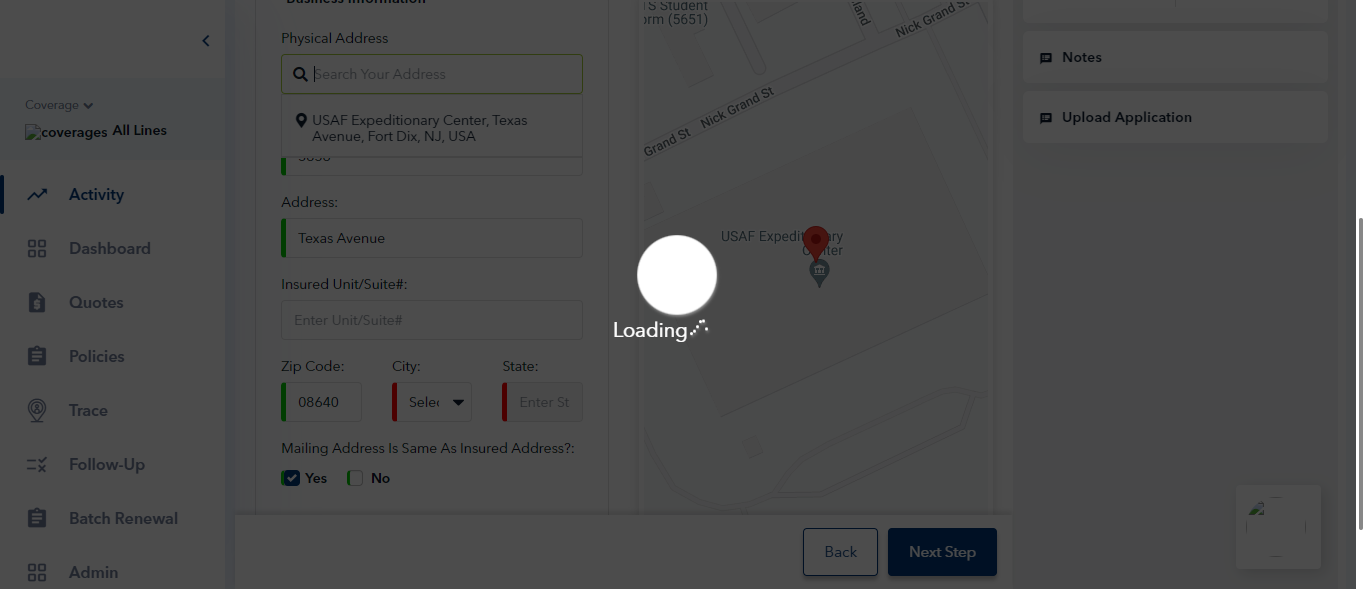 Business Information
Physical Address
Search Your Address
USAF Expeditionary Center, Texas
Avenue, Fort Dix, NJ, USA
Address:
Texas Avenue
Insured Unit/Suite#:
Enter Unit/Suite#
Zip Code:
City:
State:
08640
Selec
Enter St
Mailing Address Is Same As Insured Address?:
Yes
No
Back
Next Step
Coverage
coverages All Lines
Activity
Dashboard
Quotes
Policies
Trace
Follow-Up
Batch Renewal
Admin
Loading
TS Student
orm (5651)
land
Nick Grand St
Nick Grand St
Grand St
USAF Expeditionary
Center
Notes
Upload Application